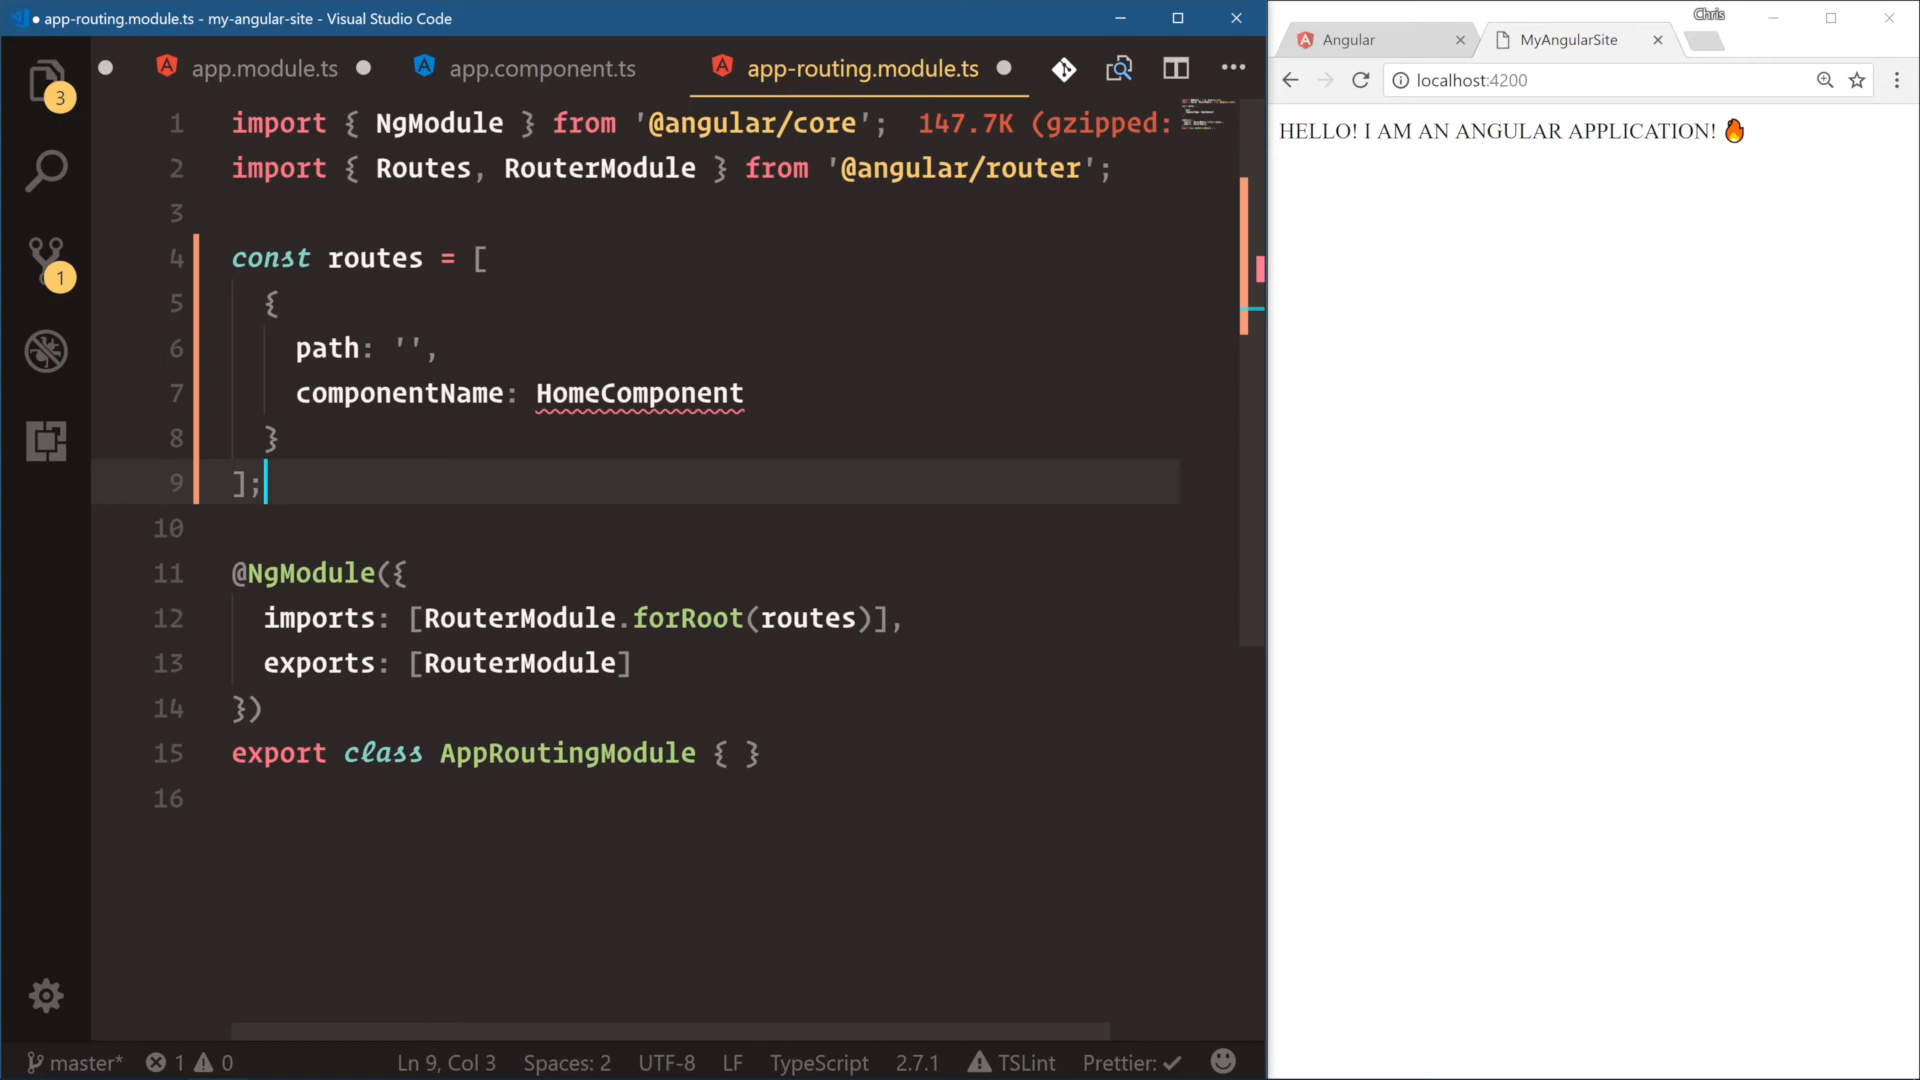 app-routing.module.ts - my-angular-site - Visual Studio Code
app.module.ts
app.component.ts
app-routing.module.ts
3
1
1 import { NgModule } from '@angular/core'; 147.7K (gzipped:
2 import { Routes, RouterModule } from '@angular/router';
3
4 const routes = [
5 {
6 path: '',
7 componentName: HomeComponent
8 }
9 ];
10
11 @NgModule({
12 imports: [RouterModule.forRoot(routes)],
13 exports: [RouterModule]
14 })
15 export class AppRoutingModule { }
16
master* 1 0 Ln 9, Col 3 Spaces: 2 UTF-8 LF TypeScript 2.7.1 TSLint Prettier: ✓
Chris
Angular
MyAngularSite
localhost:4200
HELLO! I AM AN ANGULAR APPLICATION! 🔥